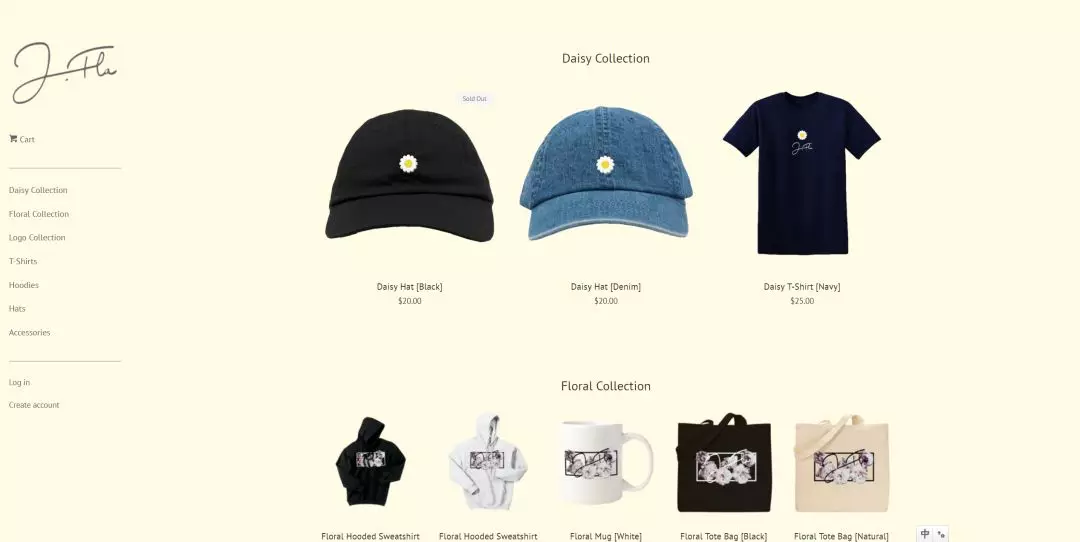 J.Fla
Cart
Daisy Collection
Floral Collection
Logo Collection
T-Shirts
Hoodies
Hats
Accessories
Log in
Create account
Daisy Collection
Sold Out
J.Fla
Daisy Hat [Black]
$20.00
Daisy Hat [Denim]
$20.00
Daisy T-Shirt [Navy]
$25.00
Floral Collection
Floral Hooded Sweatshirt
Floral Hooded Sweatshirt
Floral Mug [White]
Floral Tote Bag [Black]
Floral Tote Bag [Natural]
中